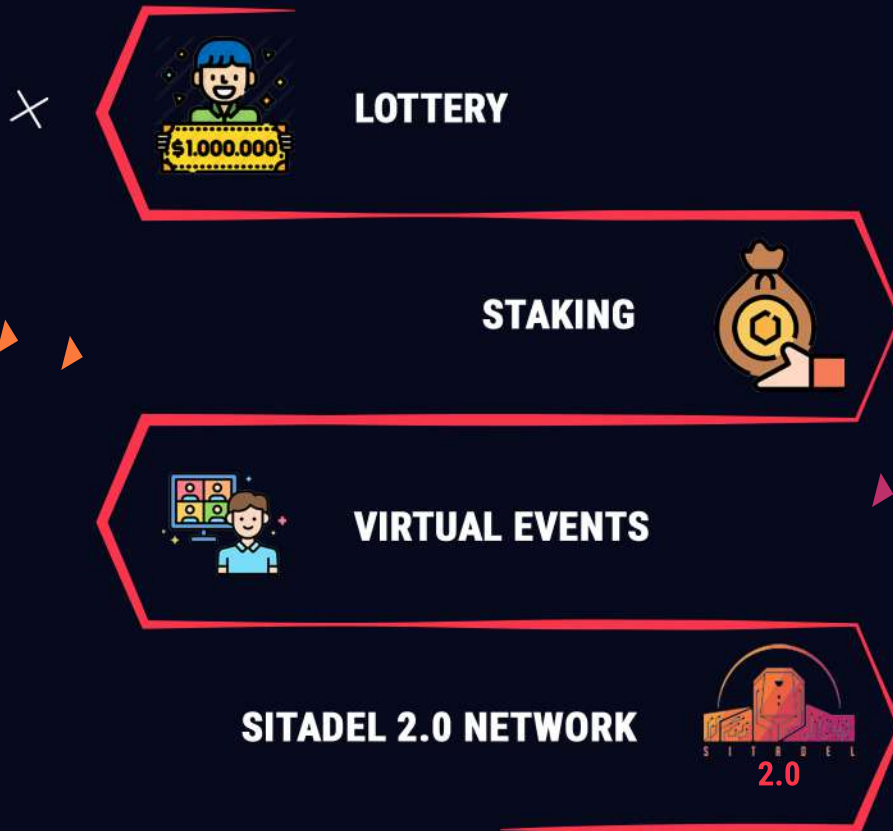 $1.000.000
LOTTERY
STAKING
VIRTUAL EVENTS
SITADEL 2.0 NETWORK
SITADEL
2.0